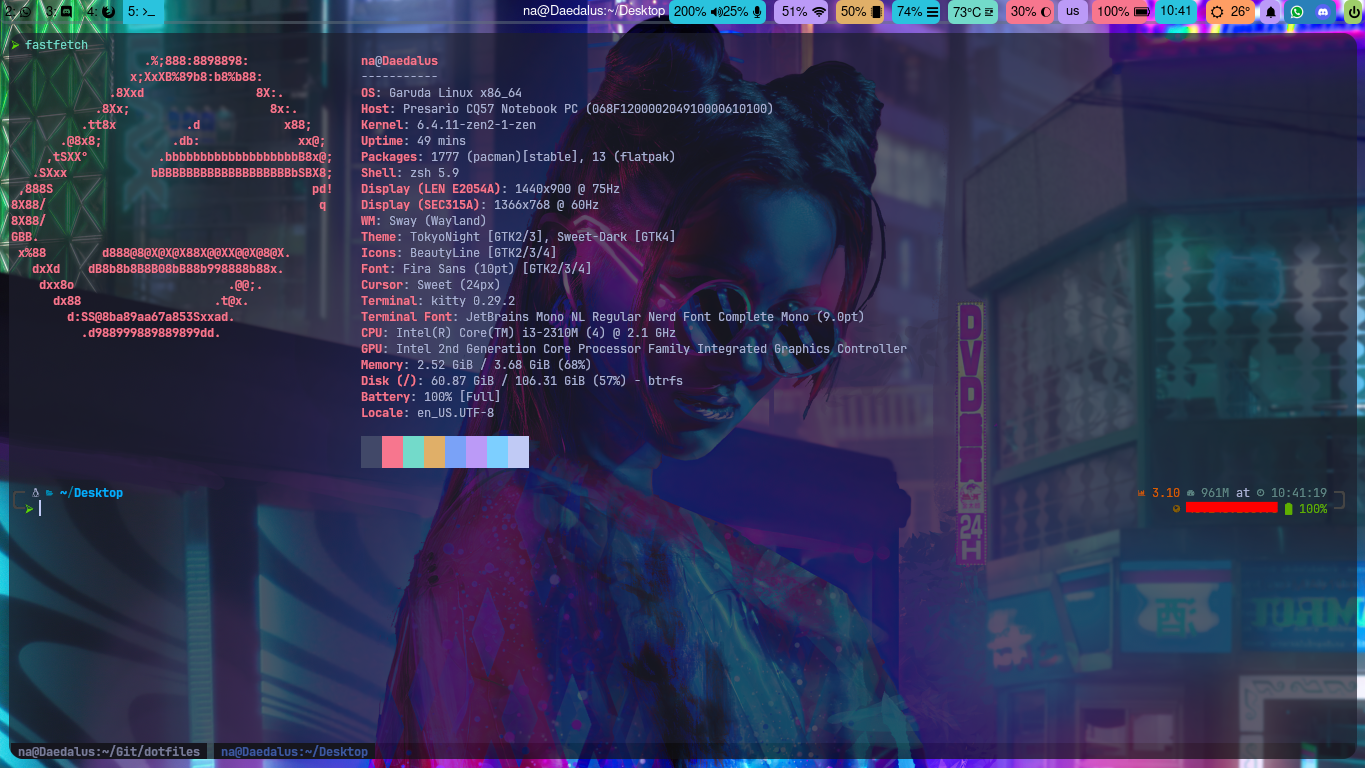 2: 3: 4: 5: na@Daedalus:~/Desktop 200% 25% 51% 50% 74% 73°C 30% us 100% 10:41 26°
fastfetch
.%;888:8898898:
x;XxXB%89b8:b8%b88:
.8Xxd 8X:.
.8Xx; 8x:.
.tt8x .d x88;
.@8x8; .db: xx@;
,tSXX° .bbbbbbbbbbbbbbbbbbbB8x@;
.SXxx bBBBBBBBBBBBBBBBBBBBbSBX8;
,888S pd!
8X88/ q
8X88/
GBB.
x%88 d888@8@X@X@X88X@@XX@@X@8@X.
dxXd dB8b8b8B8B08bB88b998888b88x.
dxx8o .@@;.
dx88 .t@x.
d:SS@8ba89aa67a853Sxxad.
.d988999889889899dd.
na@Daedalus
-----------
OS: Garuda Linux x86_64
Host: Presario CQ57 Notebook PC (068F120000204910000610100)
Kernel: 6.4.11-zen2-1-zen
Uptime: 49 mins
Packages: 1777 (pacman)[stable], 13 (flatpak)
Shell: zsh 5.9
Display (LEN E2054A): 1440x900 @ 75Hz
Display (SEC315A): 1366x768 @ 60Hz
WM: Sway (Wayland)
Theme: TokyoNight [GTK2/3], Sweet-Dark [GTK4]
Icons: BeautyLine [GTK2/3/4]
Font: Fira Sans (10pt) [GTK2/3/4]
Cursor: Sweet (24px)
Terminal: kitty 0.29.2
Terminal Font: JetBrains Mono NL Regular Nerd Font Complete Mono (9.0pt)
CPU: Intel(R) Core(TM) i3-2310M (4) @ 2.1 GHz
GPU: Intel 2nd Generation Core Processor Family Integrated Graphics Controller
Memory: 2.52 GiB / 3.68 GiB (68%)
Disk (/): 60.87 GiB / 106.31 GiB (57%) - btrfs
Battery: 100% [Full]
Locale: en_US.UTF-8
DVD
24
H
~/Desktop
3.10 961M at 10:41:19
100%
na@Daedalus:~/Git/dotfiles na@Daedalus:~/Desktop